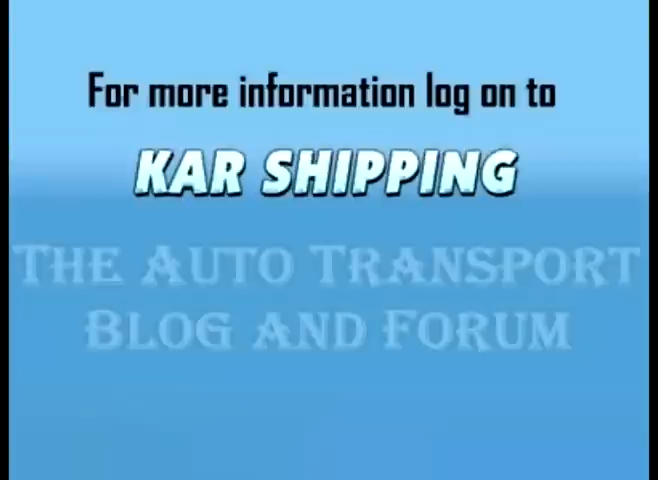 For more information log on to
KAR SHIPPING
THE AUTO TRANSPORT
BLOG AND FORUM